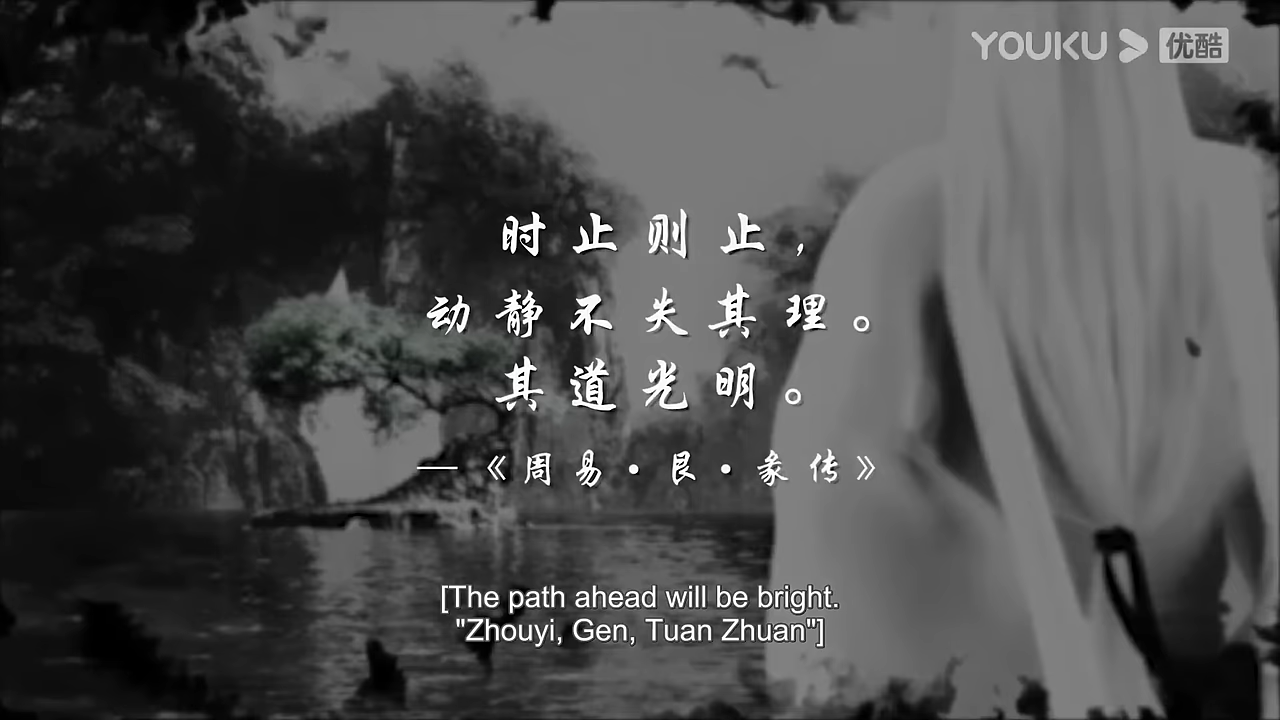 YOUKU 优酷
时止则止，
动静不失其理。
其道光明。
—《周易·艮·彖传》
[The path ahead will be bright.
"Zhouyi, Gen, Tuan Zhuan"]